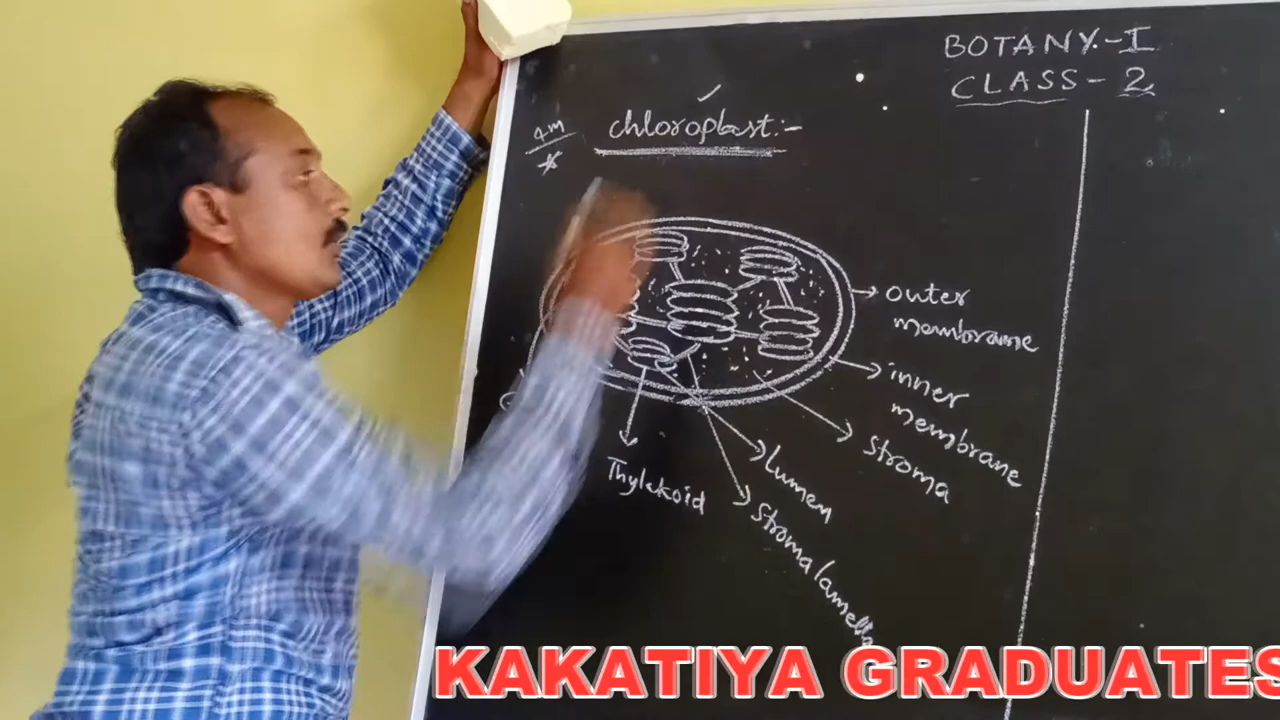 BOTANY-I
CLASS-2
4m
chloroplast:-
outer
membrane
inner
membrane
stroma
Lumen
stroma lamella
Thylakoid
KAKATIYA GRADUATES